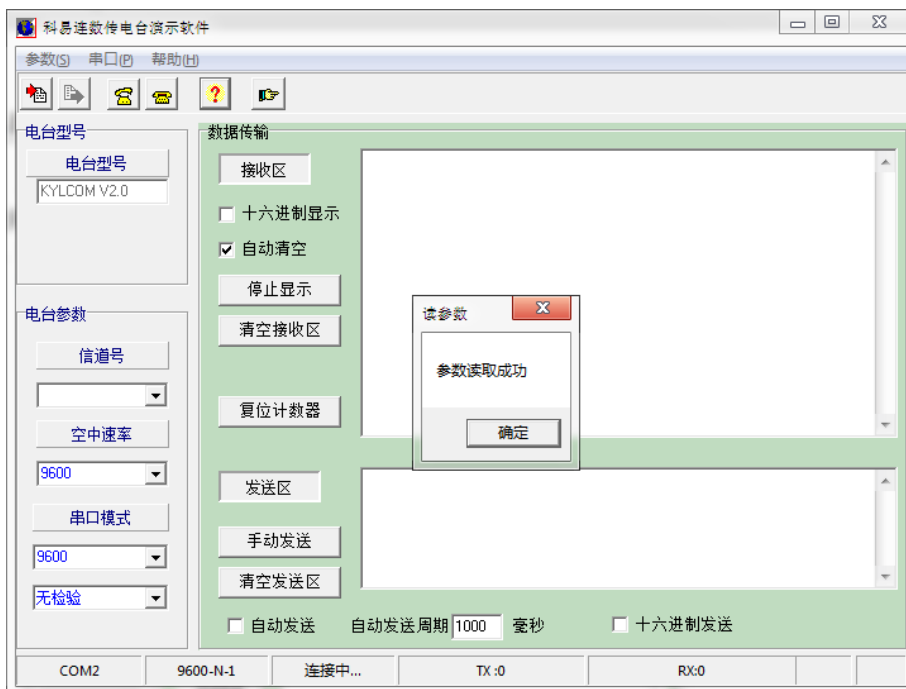 科易连数传电台演示软件
参数(S) 串口(P) 帮助(H)
电台型号
电台型号
KYLCOM V2.0
电台参数
信道号
空中速率
9600
串口模式
9600
无检验
数据传输
接收区
十六进制显示
自动清空
停止显示
清空接收区
复位计数器
读参数
参数读取成功
确定
发送区
手动发送
清空发送区
自动发送 自动发送周期 1000 毫秒 十六进制发送
COM2 9600-N-1 连接中... TX :0 RX:0